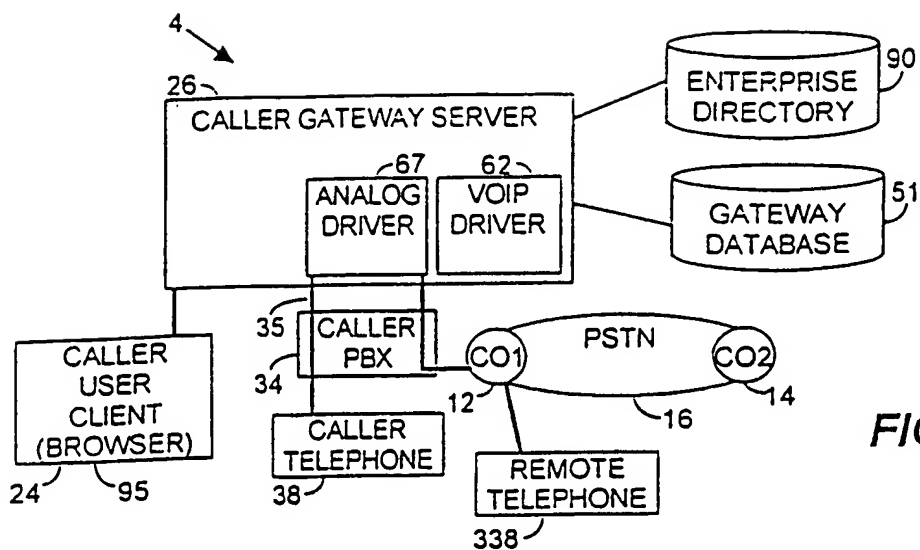 4
26
CALLER GATEWAY SERVER
67
ANALOG
DRIVER
62
VOIP
DRIVER
ENTERPRISE
DIRECTORY
90
GATEWAY
DATABASE
51
35
CALLER
PBX
34
CALLER
USER
CLIENT
(BROWSER)
24
95
CALLER
TELEPHONE
38
CO1
12
PSTN
16
CO2
14
REMOTE
TELEPHONE
338